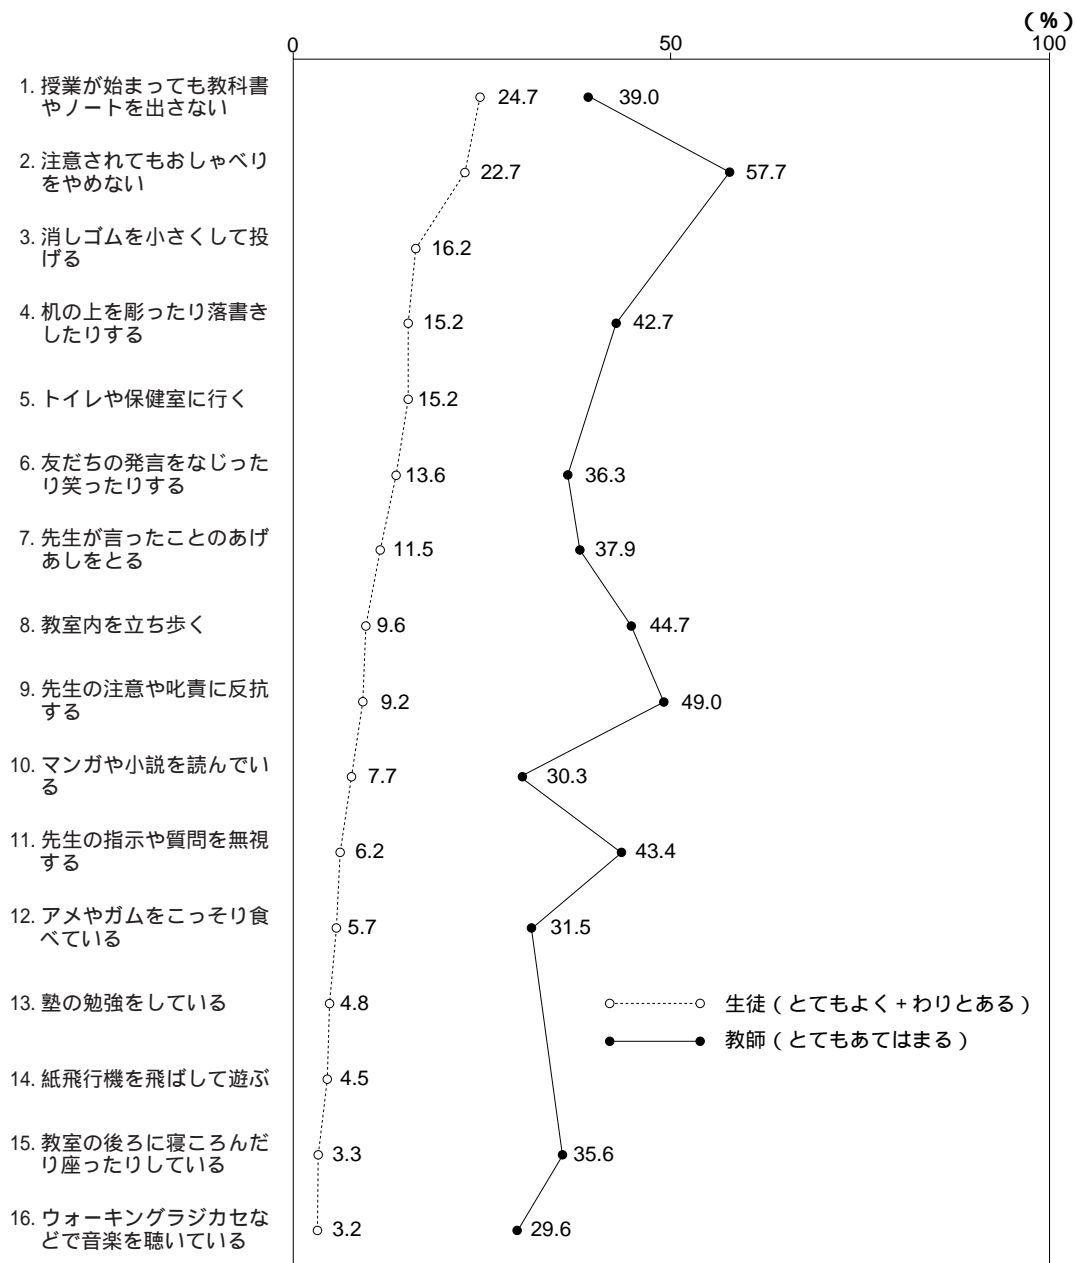 (%)
0 50 100
1. 授業が始まっても教科書
やノートを出さない
24.7 39.0
2. 注意されてもおしゃべり
をやめない
22.7 57.7
3. 消しゴムを小さくして投
げる
16.2
4. 机の上を彫ったり落書き
したりする
15.2 42.7
5. トイレや保健室に行く
15.2
6. 友だちの発言をなじった
り笑ったりする
13.6 36.3
7. 先生が言ったことのあげ
あしをとる
11.5 37.9
8. 教室内を立ち歩く
9.6 44.7
9. 先生の注意や叱責に反抗
する
9.2 49.0
10. マンガや小説を読んでい
る
7.7 30.3
11. 先生の指示や質問を無視
する
6.2 43.4
12. アメやガムをこっそり食
べている
5.7 31.5
13. 塾の勉強をしている
4.8
生徒(とてもよく+わりとある)
教師(とてもあてはまる)
14. 紙飛行機を飛ばして遊ぶ
4.5
15. 教室の後ろに寝ころんだ
り座ったりしている
3.3 35.6
16. ウォーキングラジカセな
どで音楽を聴いている
3.2 29.6